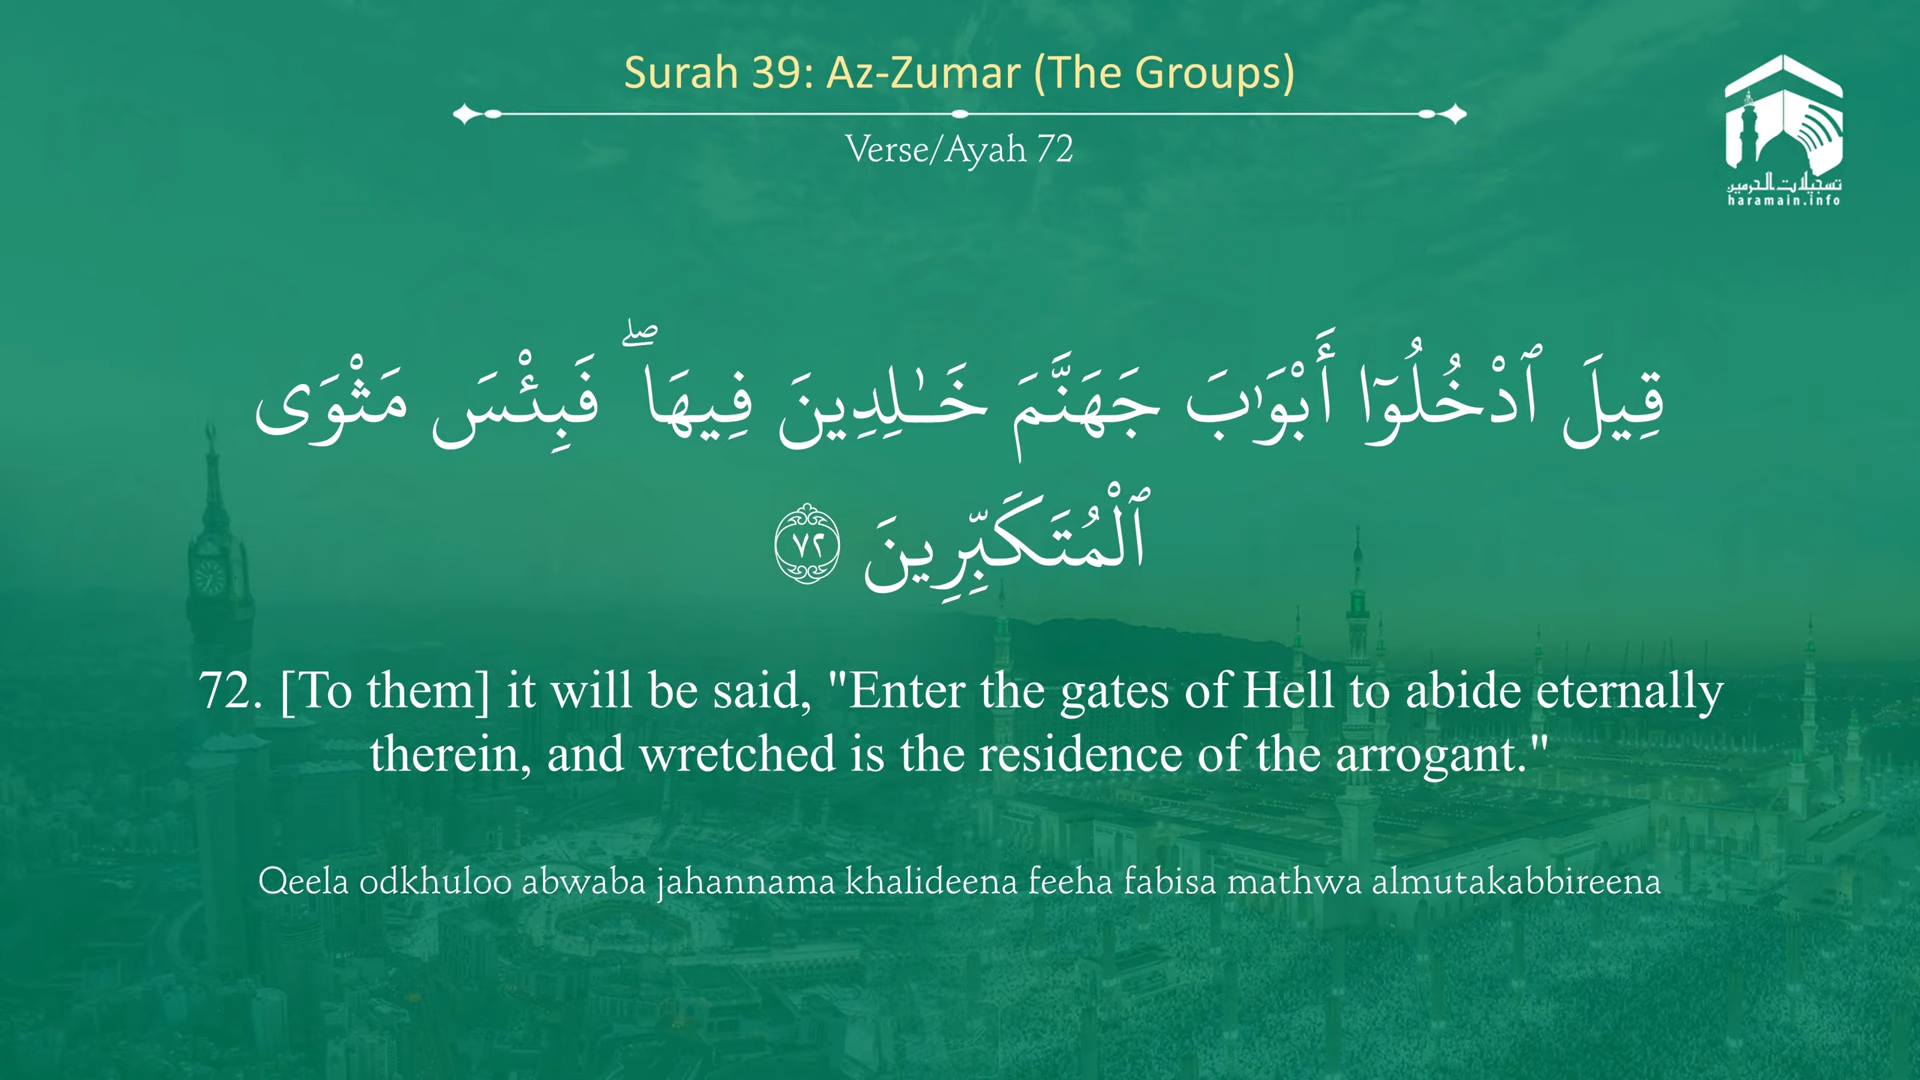 Surah 39: Az-Zumar (The Groups)
Verse/Ayah 72
تسجيلات الحرمين
haramain.info
قِيلَ ٱدْخُلُوٓا۟ أَبْوَٰبَ جَهَنَّمَ خَـٰلِدِينَ فِيهَا ۖ فَبِئْسَ مَثْوَى
ٱلْمُتَكَبِّرِينَ ٧٢
72. [To them] it will be said, "Enter the gates of Hell to abide eternally
therein, and wretched is the residence of the arrogant."
Qeela odkhuloo abwaba jahannama khalideena feeha fabisa mathwa almutakabbireena